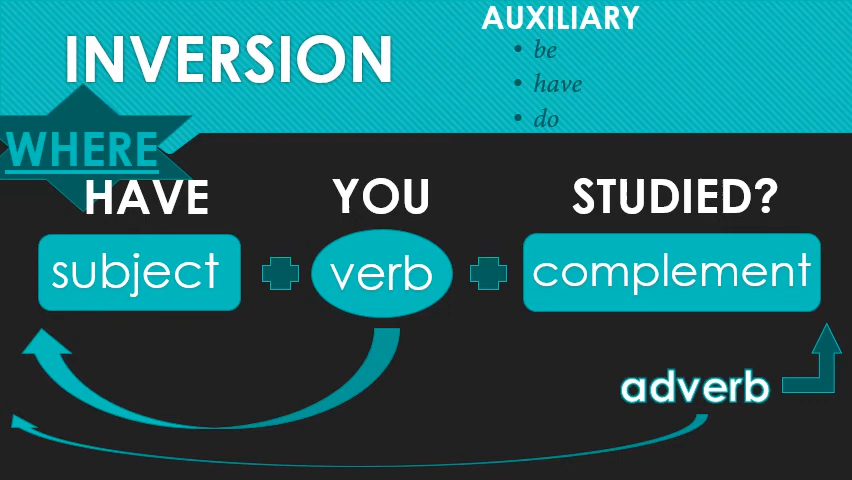 INVERSION
AUXILIARY
• be
• have
• do
WHERE
HAVE YOU STUDIED?
subject verb complement
adverb